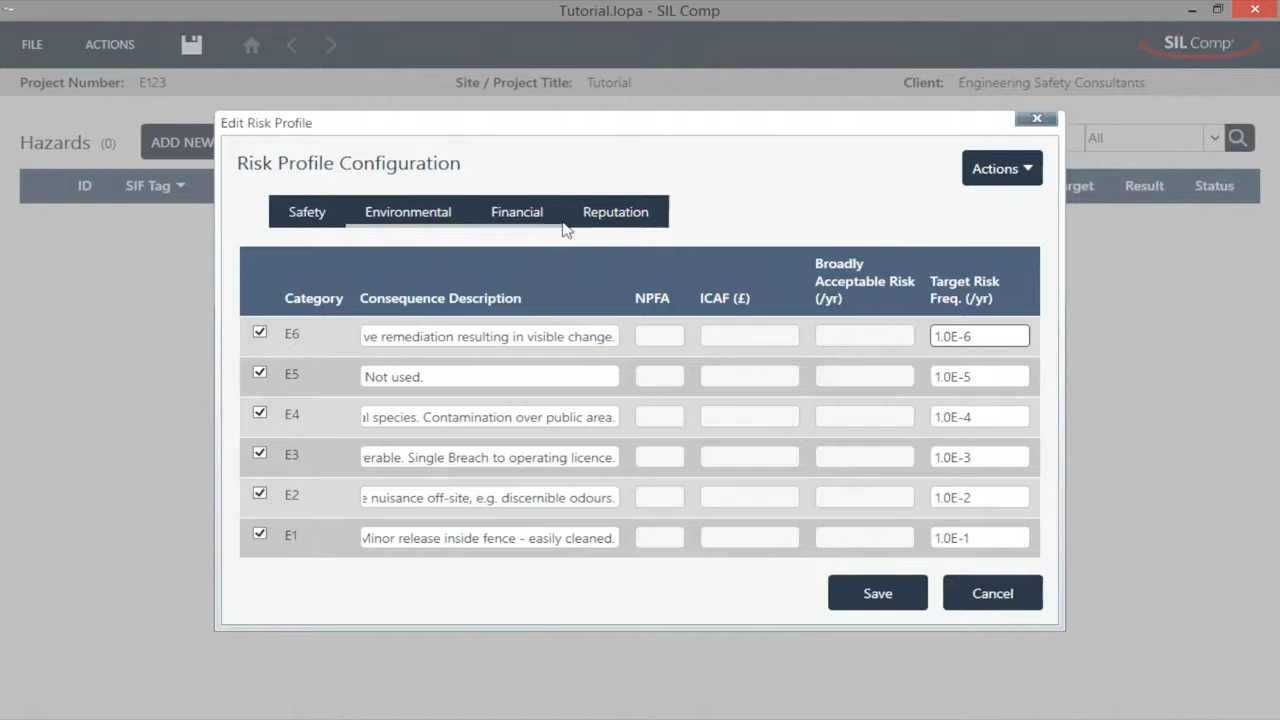 Tutorial.lopa - SIL Comp
FILE ACTIONS SIL Comp
Project Number: E123 Site / Project Title: Tutorial Client: Engineering Safety Consultants
Edit Risk Profile
Hazards (0) ADD NEW All
Risk Profile Configuration
Actions
ID SIF Tag Result Status
Safety Environmental Financial Reputation
Category Consequence Description NPFA ICAF (£) Broadly Acceptable Risk (/yr) Target Risk Freq. (/yr)
E6 remediation resulting in visible change. 1.0E-6
E5 Not used. 1.0E-5
E4 species. Contamination over public area. 1.0E-4
E3 Single Breach to operating licence. 1.0E-3
E2 nuisance off-site, e.g. discernible odours. 1.0E-2
E1 Minor release inside fence - easily cleaned. 1.0E-1
Save Cancel